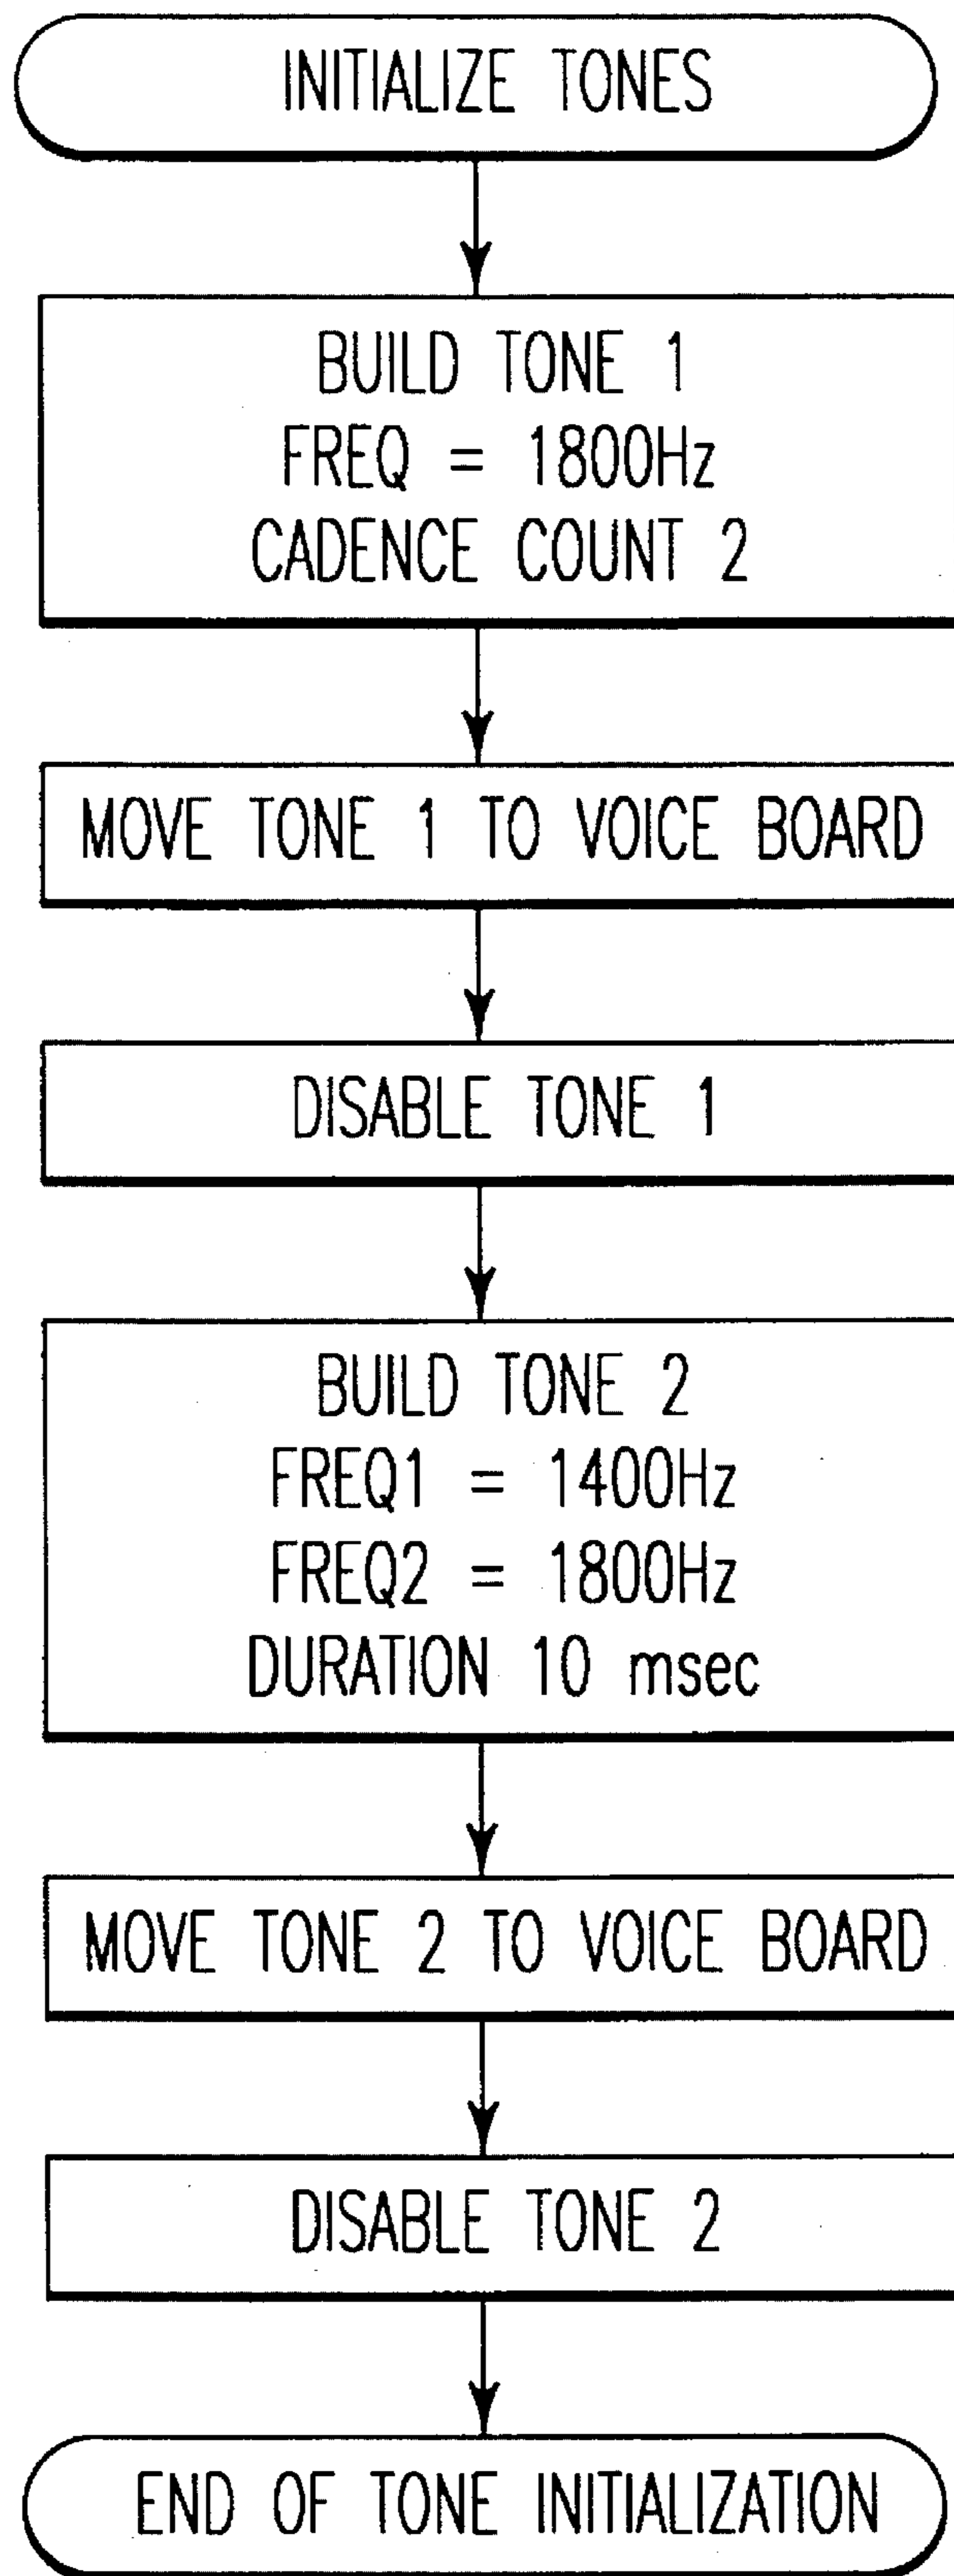 INITIALIZE TONES
BUILD TONE 1
FREQ = 1800Hz
CADENCE COUNT 2
MOVE TONE 1 TO VOICE BOARD
DISABLE TONE 1
BUILD TONE 2
FREQ1 = 1400Hz
FREQ2 = 1800Hz
DURATION 10 msec
MOVE TONE 2 TO VOICE BOARD
DISABLE TONE 2
END OF TONE INITIALIZATION